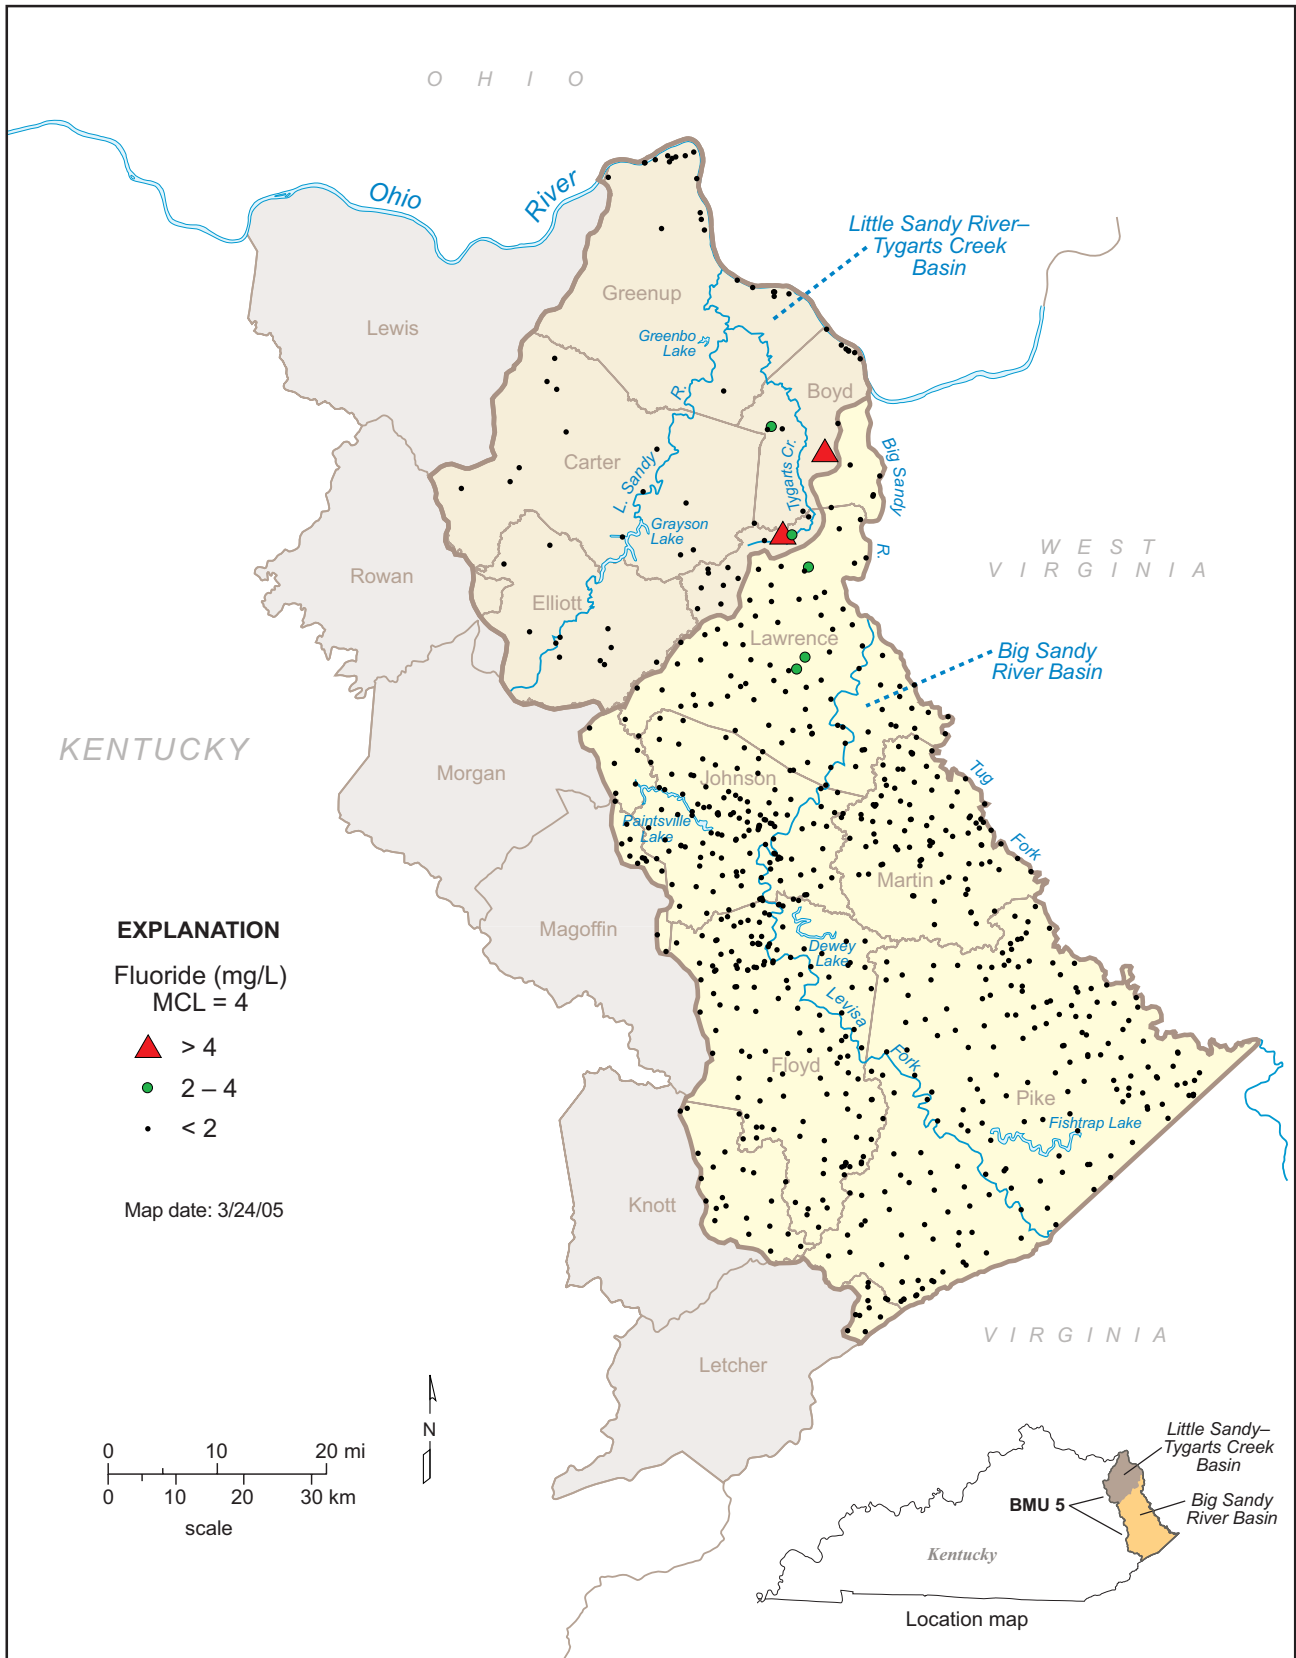 OHIO
Ohio
River
Little Sandy River–
Tygarts Creek
Basin
Greenup
Lewis
Greenbo
Lake
R.
Boyd
Carter
L. Sandy
Tygarts Cr.
Big Sandy
R.
Grayson
Lake
WEST
VIRGINIA
Rowan
Elliott
Lawrence
Big Sandy
River Basin
KENTUCKY
Morgan
Johnson
Tug
Fork
Paintsville
Lake
Martin
Magoffin
Dewey
Lake
Levisa
Fork
Floyd
Pike
Fishtrap Lake
Knott
Letcher
VIRGINIA
EXPLANATION
Fluoride (mg/L)
MCL = 4
> 4
2 – 4
< 2
Map date: 3/24/05
N
0 10 20 mi
0 10 20 30 km
scale
Little Sandy–
Tygarts Creek
Basin
BMU 5
Big Sandy
River Basin
Kentucky
Location map